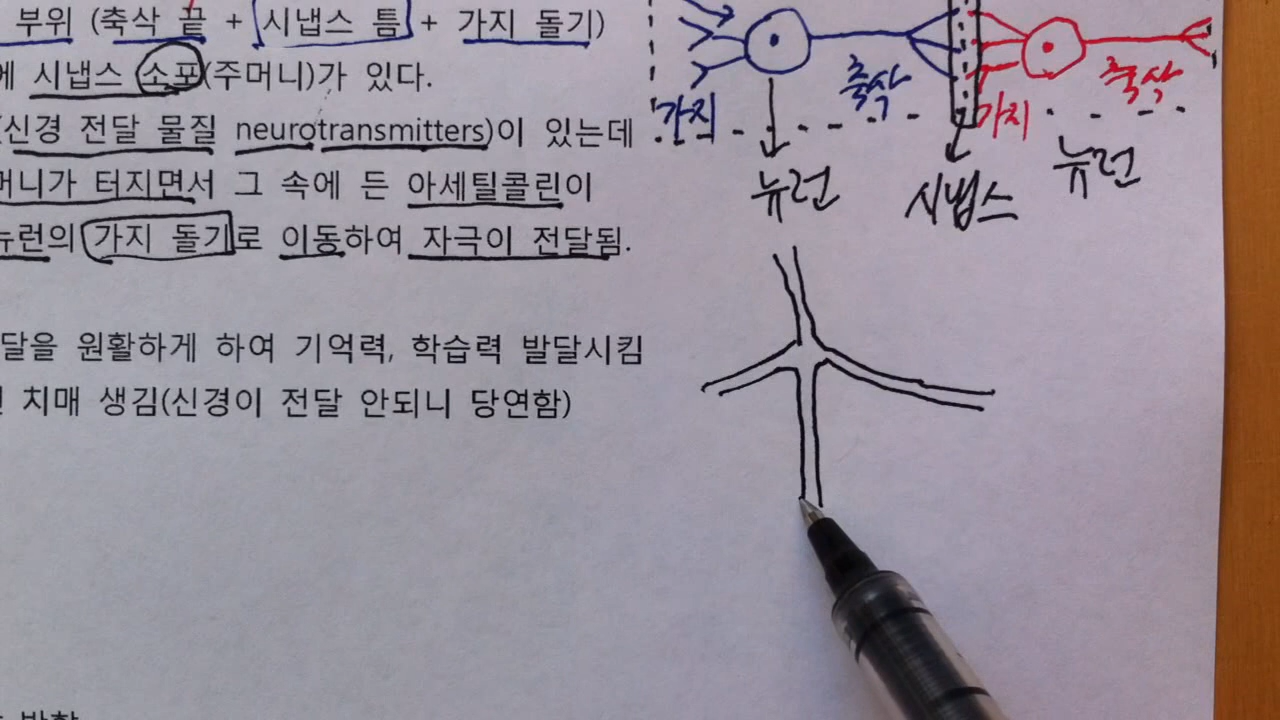 부위 (축삭 끝 + 시냅스 틈 + 가지 돌기)
에 시냅스 소포(주머니)가 있다.
(신경 전달 물질 neurotransmitters)이 있는데
머니가 터지면서 그 속에 든 아세틸콜린이
뉴런의 가지 돌기로 이동하여 자극이 전달됨.
달을 원활하게 하여 기억력, 학습력 발달시킴
치매 생김(신경이 전달 안되니 당연함)
가지 축삭 가지 축삭
뉴런 시냅스 뉴런